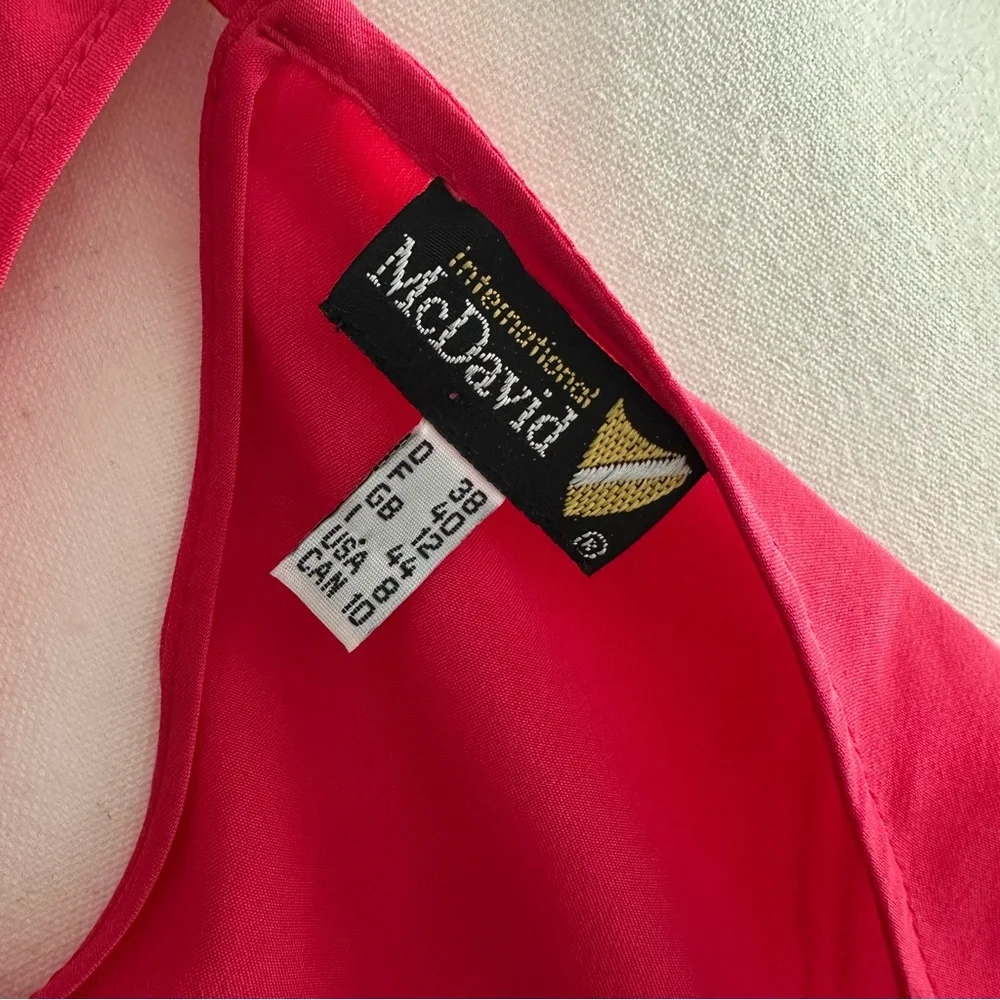 international
McDavid
®
D 38
F 40
GB 12
I 44
USA 8
CAN 10